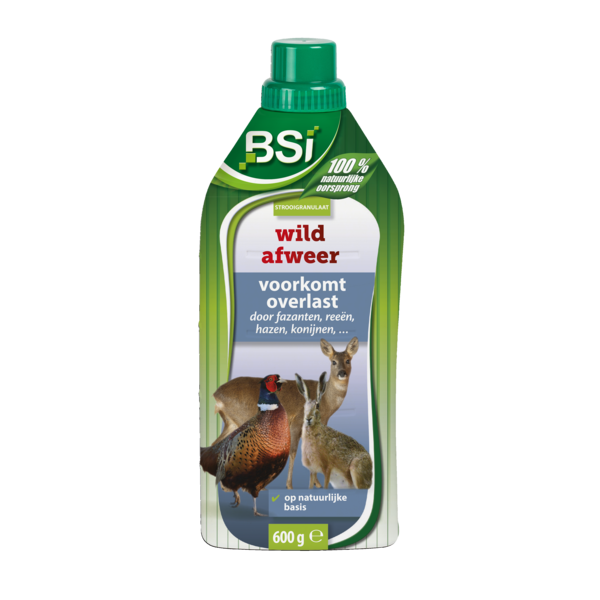 BSi
100 %
natuurlijke
oorsprong
STROOIGRANULAAT
wild
afweer
voorkomt
overlast
door fazanten, reeën,
hazen, konijnen, ...
op natuurlijke
basis
600 g ℮